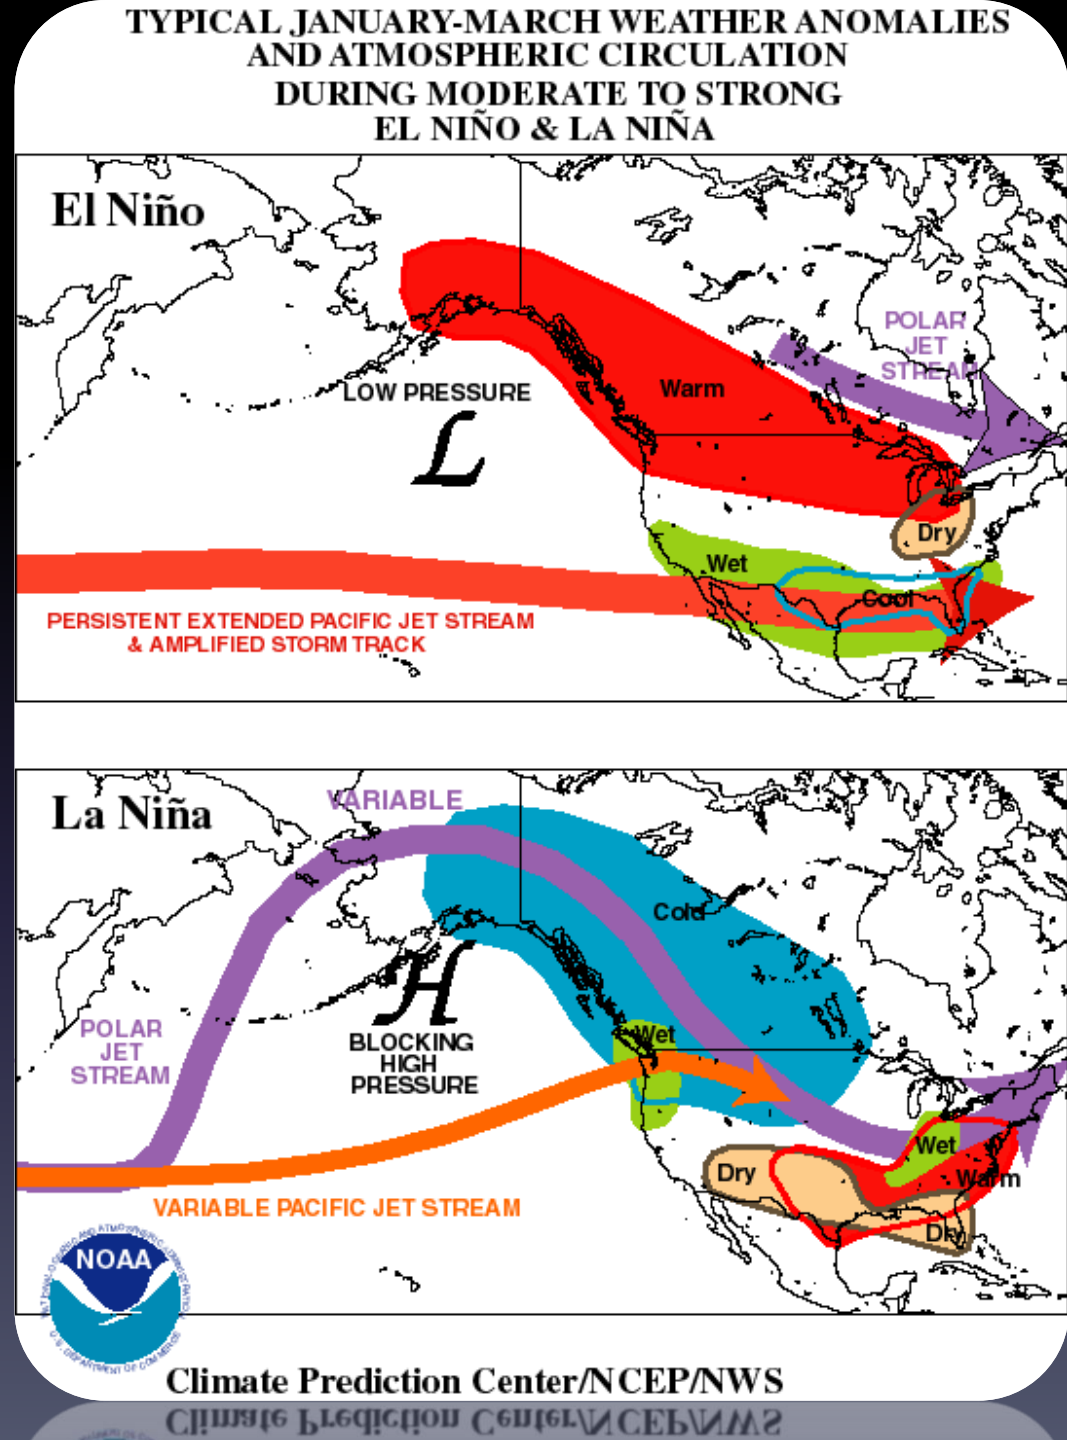 TYPICAL JANUARY-MARCH WEATHER ANOMALIES
AND ATMOSPHERIC CIRCULATION
DURING MODERATE TO STRONG
EL NIÑO & LA NIÑA
El Niño
POLAR
JET
STREAM
LOW PRESSURE
Warm
L
Dry
Wet
Cool
PERSISTENT EXTENDED PACIFIC JET STREAM
& AMPLIFIED STORM TRACK
La Niña
VARIABLE
Cold
H
POLAR
JET
STREAM
BLOCKING
HIGH
PRESSURE
Wet
Wet
Dry
Warm
Dry
VARIABLE PACIFIC JET STREAM
NOAA
U.S. DEPARTMENT OF COMMERCE
Climate Prediction Center/NCEP/NWS